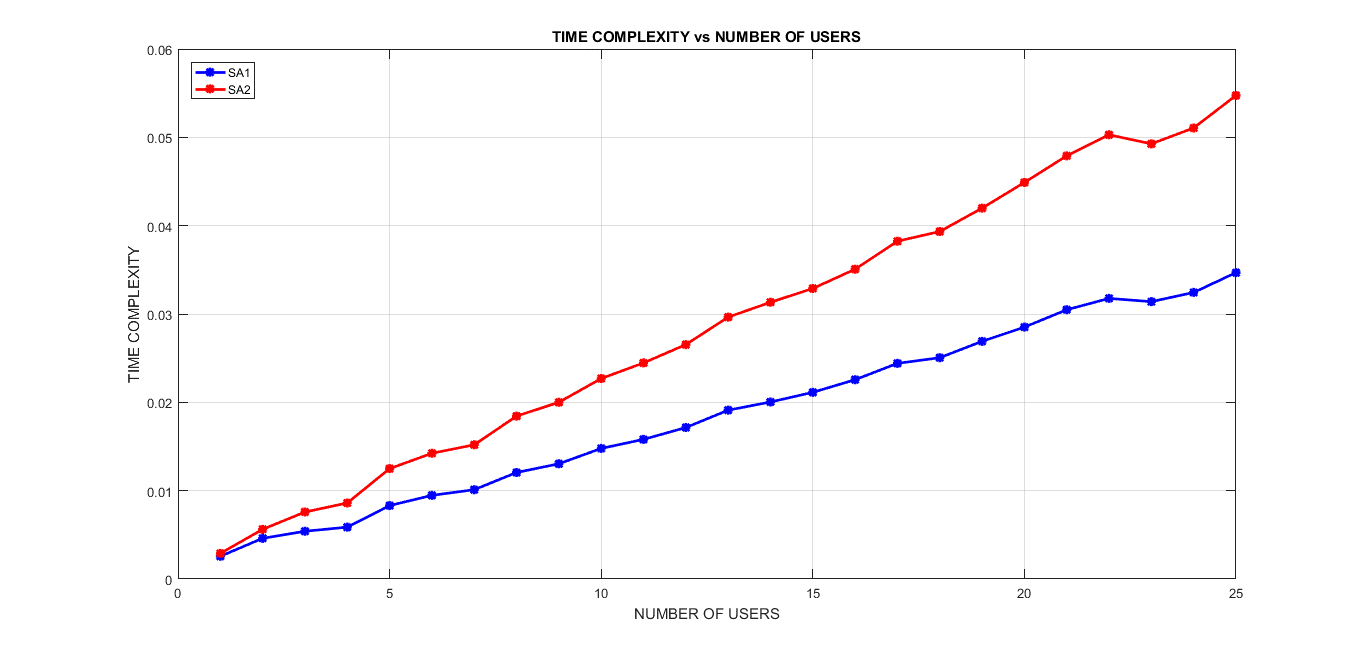 TIME COMPLEXITY vs NUMBER OF USERS
SA1
SA2
0.06
0.05
0.04
0.03
0.02
0.01
0
TIME COMPLEXITY
0 5 10 15 20 25
NUMBER OF USERS